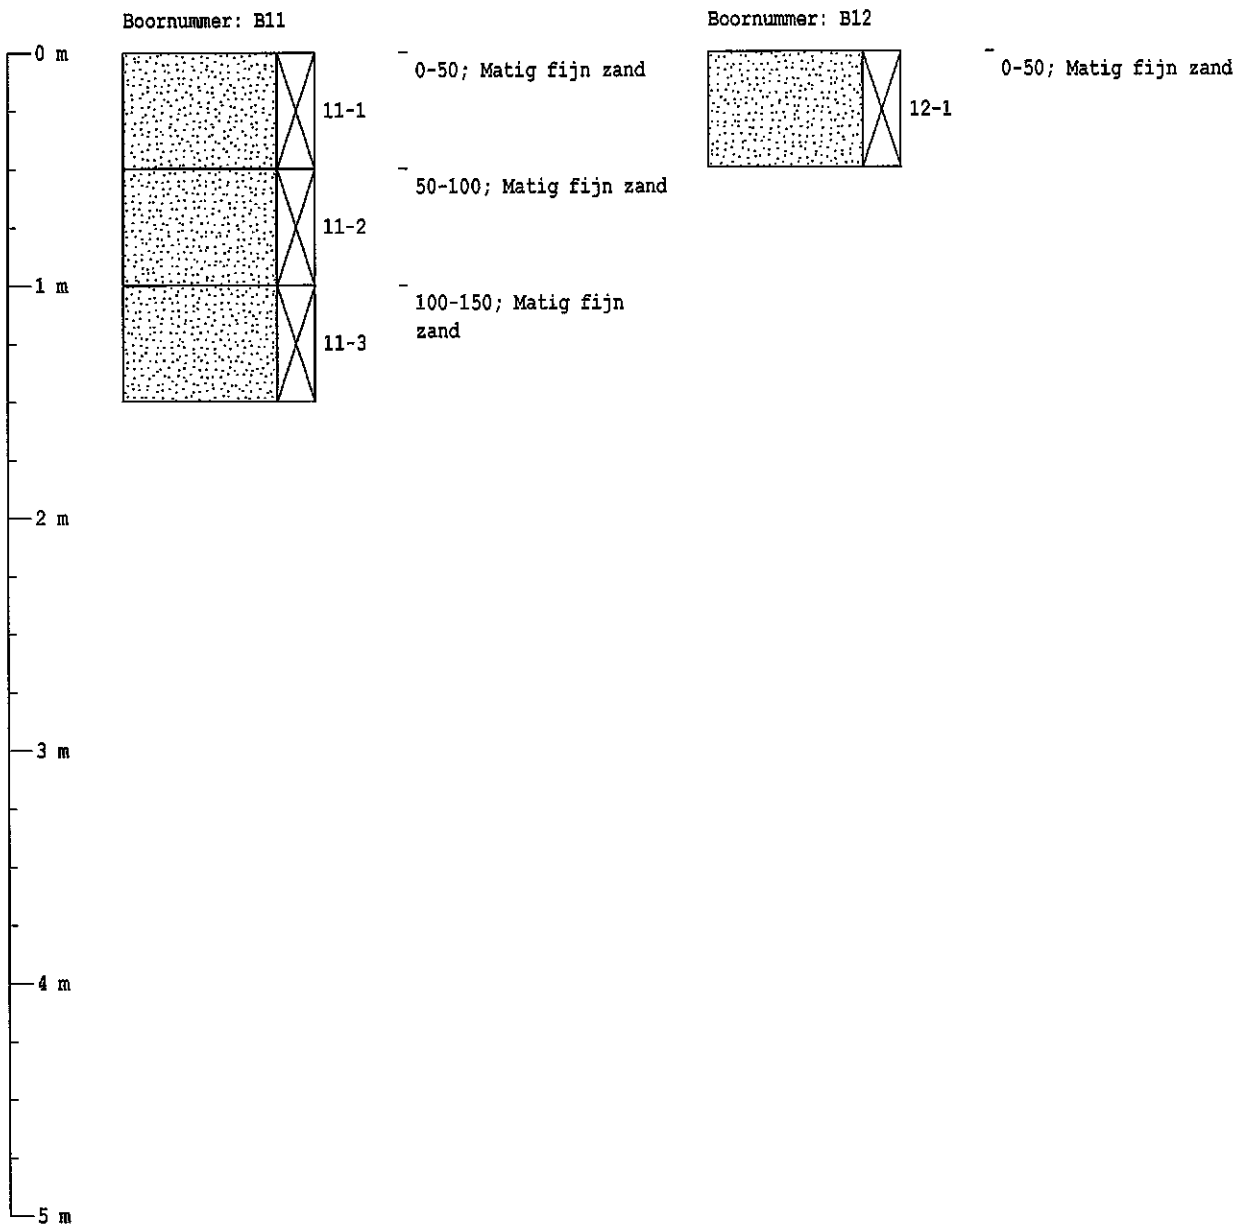 Boornummer: B11
0-50; Matig fijn zand
11-1
50-100; Matig fijn zand
11-2
100-150; Matig fijn
zand
11-3
Boornummer: B12
0-50; Matig fijn zand
12-1
0 m
1 m
2 m
3 m
4 m
5 m